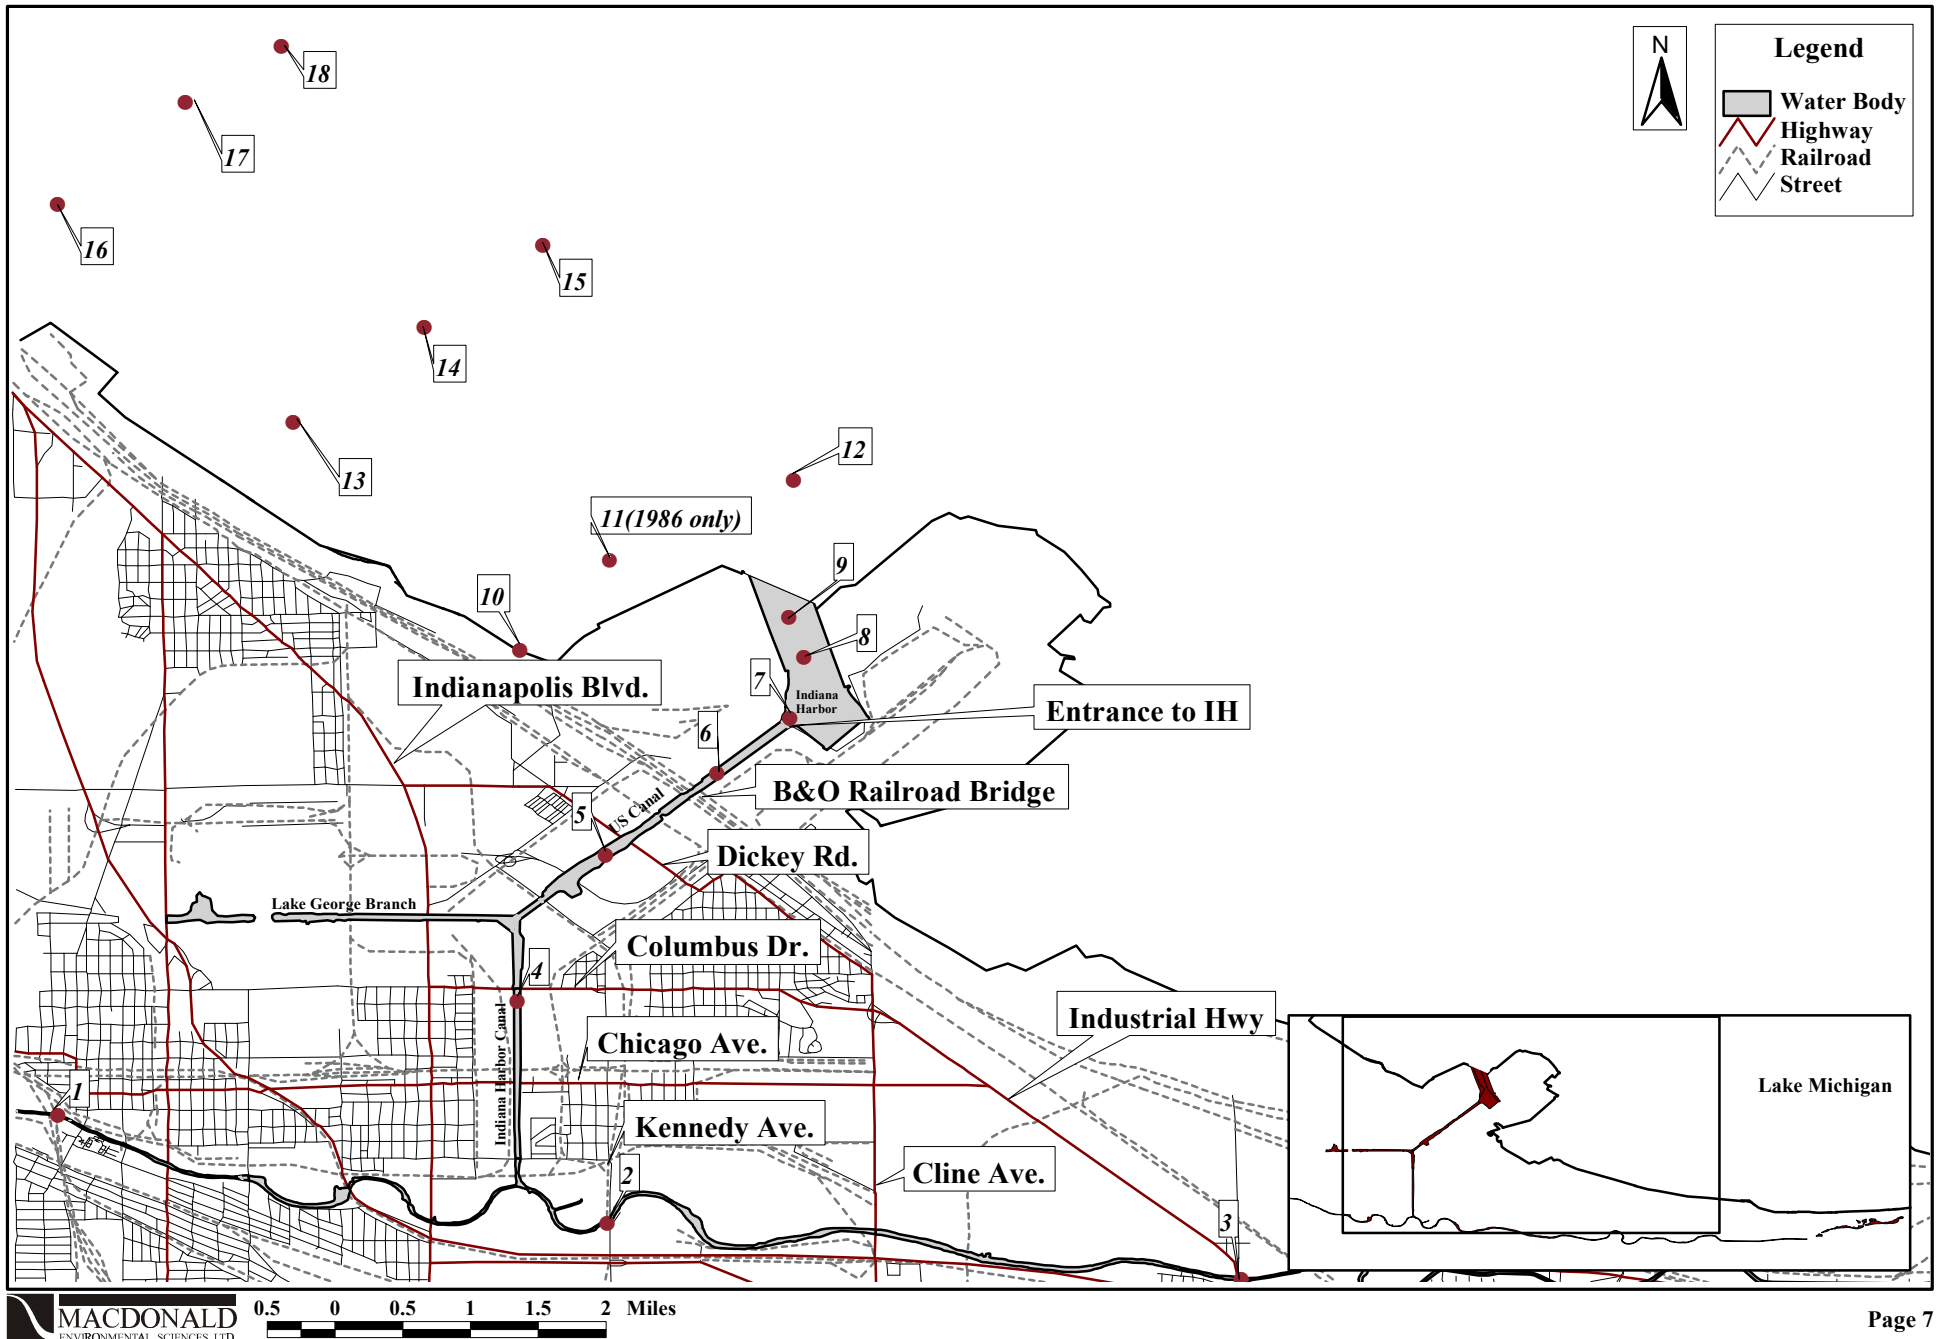 N
Legend
Water Body
Highway
Railroad
Street
18
17
16
15
14
13
12
11(1986 only)
10
9
8
7
Indiana
Harbor
Indianapolis Blvd.
Entrance to IH
6
B&O Railroad Bridge
5
US Canal
Dickey Rd.
Lake George Branch
Columbus Dr.
4
Indiana Harbor Canal
Industrial Hwy
Chicago Ave.
1
Kennedy Ave.
Cline Ave.
2
3
Lake Michigan
MACDONALD
ENVIRONMENTAL SCIENCES LTD
0.5 0 0.5 1 1.5 2 Miles
Page 7